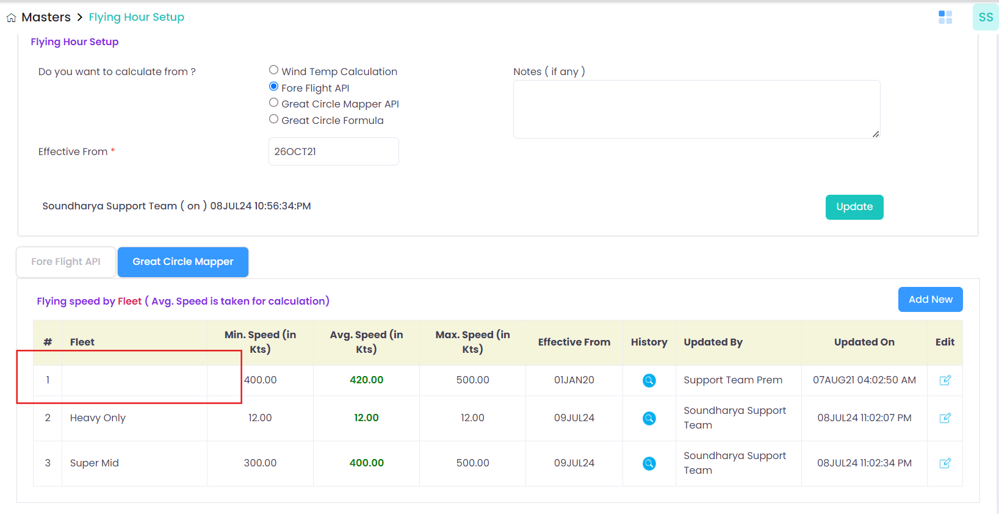 Masters > Flying Hour Setup
SS
Flying Hour Setup
Do you want to calculate from ?
Wind Temp Calculation
Fore Flight API
Great Circle Mapper API
Great Circle Formula
Notes ( if any )
Effective From *
26OCT21
Soundharya Support Team ( on ) 08JUL24 10:56:34:PM
Update
Fore Flight API
Great Circle Mapper
Flying speed by Fleet ( Avg. Speed is taken for calculation)
Add New
# Fleet Min. Speed (in Kts) Avg. Speed (in Kts) Max. Speed (in Kts) Effective From History Updated By Updated On Edit
1 400.00 420.00 500.00 01JAN20 Support Team Prem 07AUG21 04:02:50 AM
2 Heavy Only 12.00 12.00 12.00 09JUL24 Soundharya Support Team 08JUL24 11:02:07 PM
3 Super Mid 300.00 400.00 500.00 09JUL24 Soundharya Support Team 08JUL24 11:02:34 PM